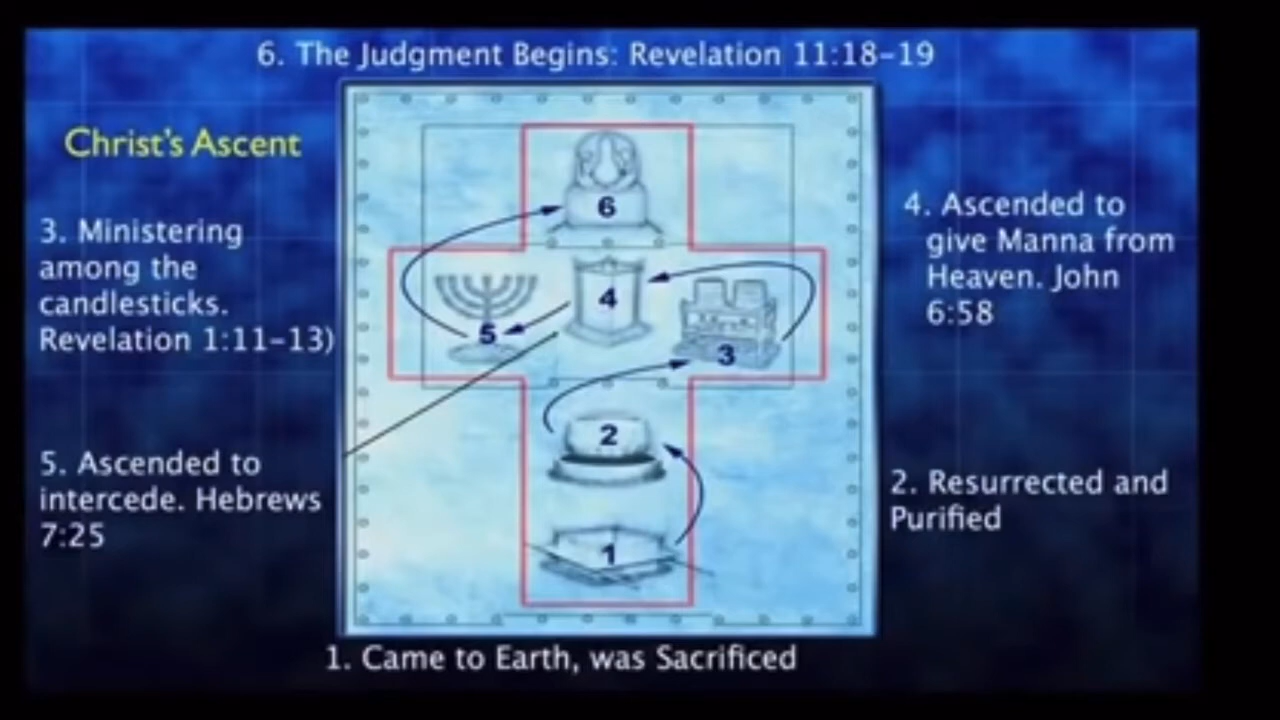 6. The Judgment Begins: Revelation 11:18-19
Christ's Ascent
3. Ministering
among the
candlesticks.
Revelation 1:11-13)
5. Ascended to
intercede. Hebrews
7:25
6
5
4
3
2
1
4. Ascended to
give Manna from
Heaven. John
6:58
2. Resurrected and
Purified
1. Came to Earth, was Sacrificed